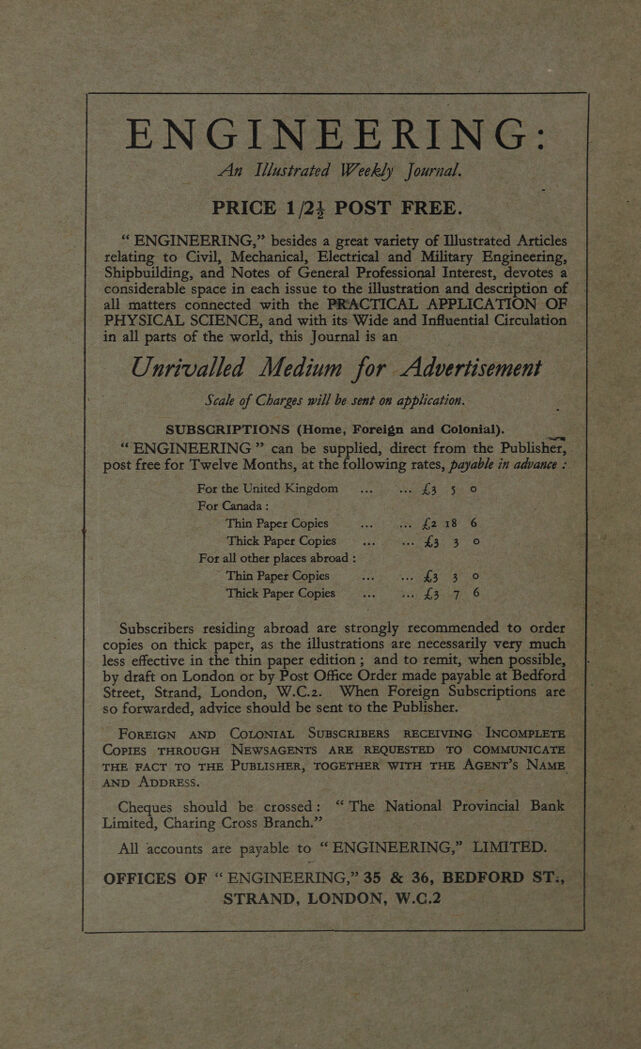 ENGINEERING:
An Illustrated Weekly Journal.
PRICE 1/2½ POST FREE.
“ ENGINEERING,” besides a great variety of Illustrated Articles
relating to Civil, Mechanical, Electrical and Military Engineering,
Shipbuilding, and Notes of General Professional Interest, devotes a
considerable space in each issue to the illustration and description of
all matters connected with the PRACTICAL APPLICATION OF
PHYSICAL SCIENCE, and with its Wide and Influential Circulation
in all parts of the world, this Journal is an
Unrivalled Medium for Advertisement
Scale of Charges will be sent on application.
SUBSCRIPTIONS (Home, Foreign and Colonial).
“ ENGINEERING ” can be supplied, direct from the Publisher,
post free for Twelve Months, at the following rates, payable in advance :
For the United Kingdom ... ... £3 5 0
For Canada :
Thin Paper Copies ... ... £2 18 6
Thick Paper Copies ... ... £3 3 0
For all other places abroad :
Thin Paper Copies ... ... £3 3 0
Thick Paper Copies ... ... £3 7 6
Subscribers residing abroad are strongly recommended to order
copies on thick paper, as the illustrations are necessarily very much
less effective in the thin paper edition ; and to remit, when possible,
by draft on London or by Post Office Order made payable at Bedford
Street, Strand, London, W.C.2. When Foreign Subscriptions are
so forwarded, advice should be sent to the Publisher.
FOREIGN AND COLONIAL SUBSCRIBERS RECEIVING INCOMPLETE
COPIES THROUGH NEWSAGENTS ARE REQUESTED TO COMMUNICATE
THE FACT TO THE PUBLISHER, TOGETHER WITH THE AGENT’S NAME
AND ADDRESS.
Cheques should be crossed : “ The National Provincial Bank
Limited, Charing Cross Branch.”
All accounts are payable to “ ENGINEERING,” LIMITED.
OFFICES OF “ ENGINEERING,” 35 & 36, BEDFORD ST.,
STRAND, LONDON, W.C.2